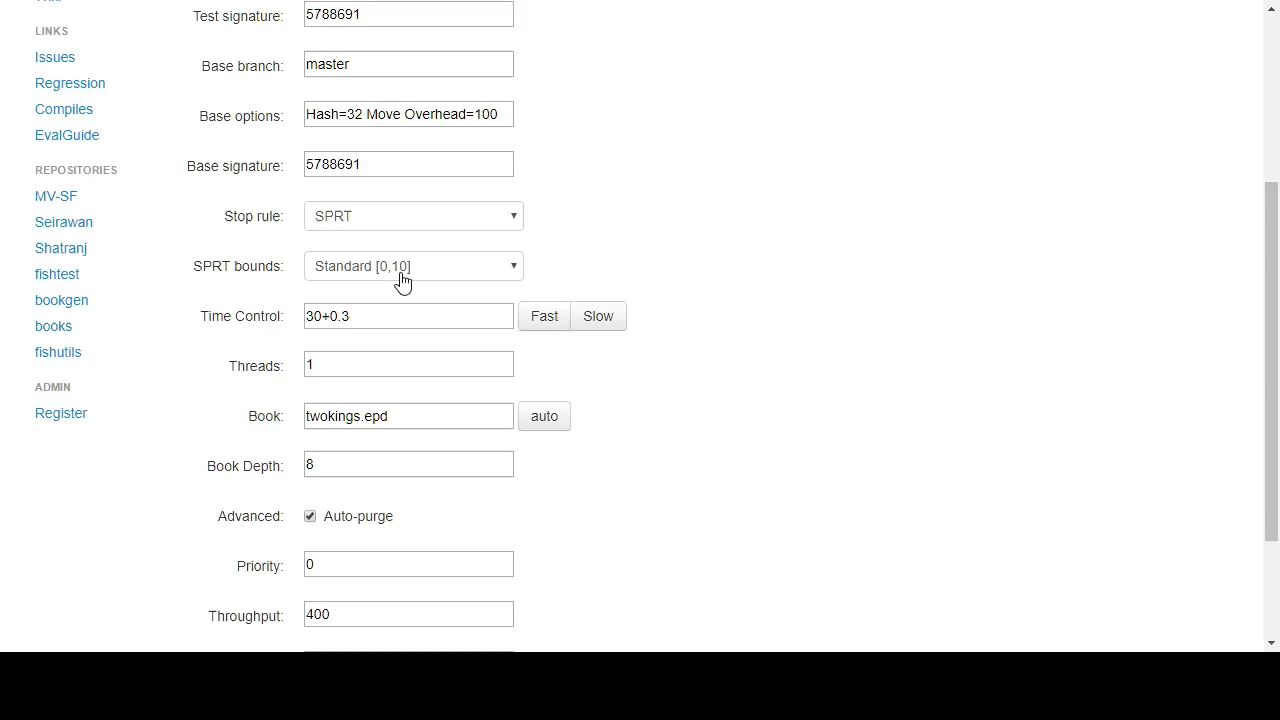 LINKS
Issues
Regression
Compiles
EvalGuide
REPOSITORIES
MV-SF
Seirawan
Shatranj
fishtest
bookgen
books
fishutils
ADMIN
Register
Test signature: 5788691
Base branch: master
Base options: Hash=32 Move Overhead=100
Base signature: 5788691
Stop rule: SPRT
SPRT bounds: Standard [0,10]
Time Control: 30+0.3 Fast Slow
Threads: 1
Book: twokings.epd auto
Book Depth: 8
Advanced: Auto-purge
Priority: 0
Throughput: 400